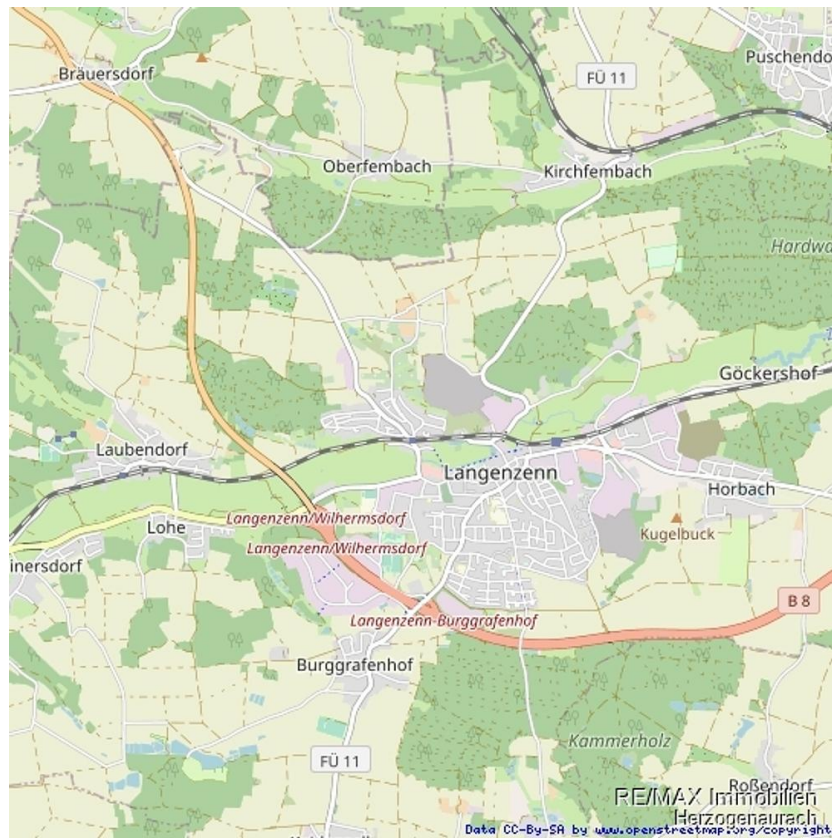 Puschendo
Bräuersdorf
FÜ 11
Oberfembach
Kirchfembach
Hardwa
Göckershof
Laubendorf
Langenzenn
Horbach
Langenzenn/Wilhermsdorf
Lohe
Kugelbuck
Langenzenn/Wilhermsdorf
inersdorf
B 8
Langenzenn-Burggrafenhof
Burggrafenhof
Kammerholz
FÜ 11
Roßendorf
RE/MAX Immobilien
Herzogenaurach
Data CC-By-SA by www.openstreetmap.org/copyright